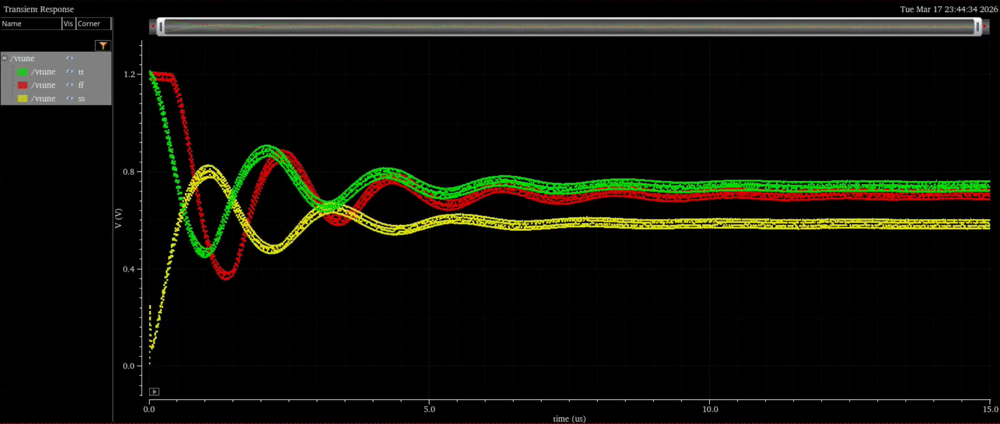 Transient Response
Tue Mar 17 23:44:34 2026
Name Vis Corner
/vtune
/vtune tt
/vtune ff
/vtune ss
1.2
0.8
0.4
0.0
V (V)
0.0 5.0 10.0 15.0
time (us)